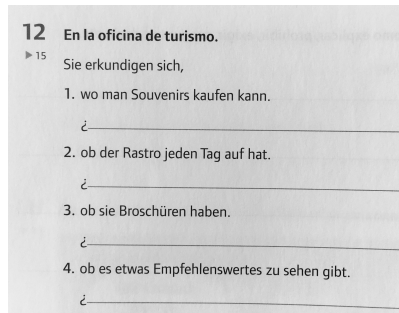 12 En la oficina de turismo.
▶ 15
Sie erkundigen sich,
1. wo man Souvenirs kaufen kann.
¿
2. ob der Rastro jeden Tag auf hat.
¿
3. ob sie Broschüren haben.
¿
4. ob es etwas Empfehlenswertes zu sehen gibt.
¿